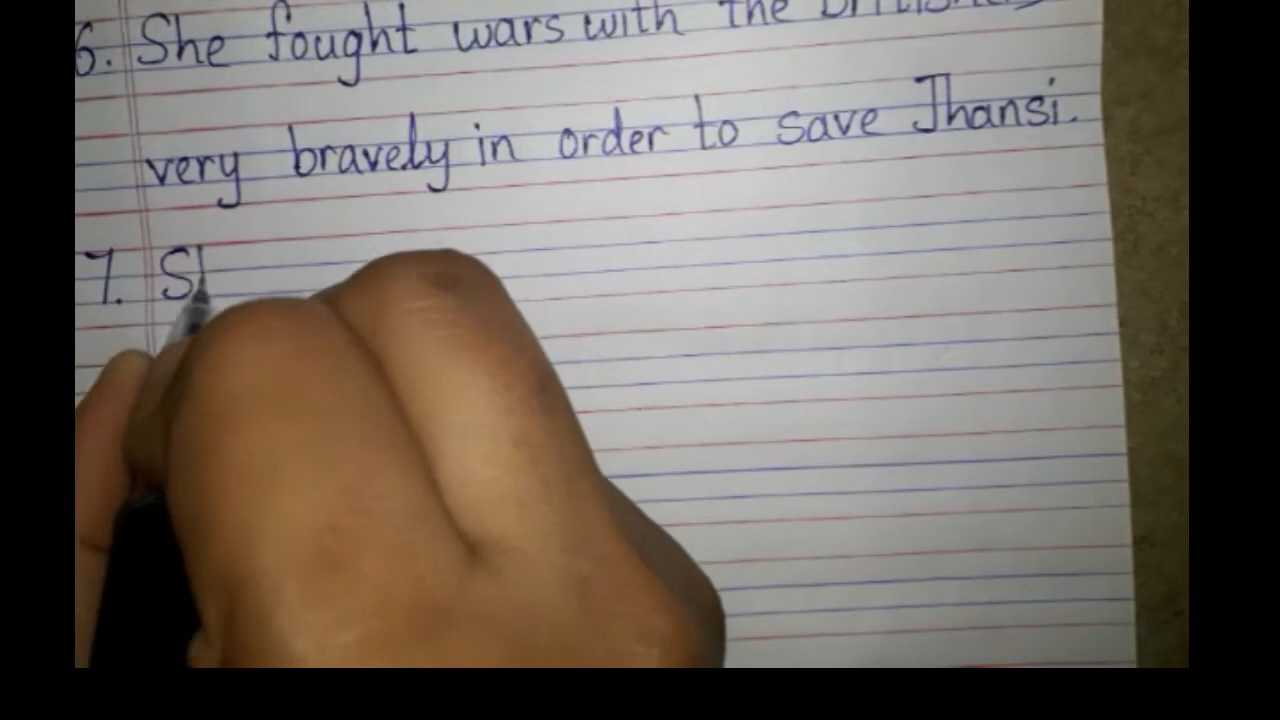 6. She fought wars with the
very bravely in order to save Jhansi.
7. S